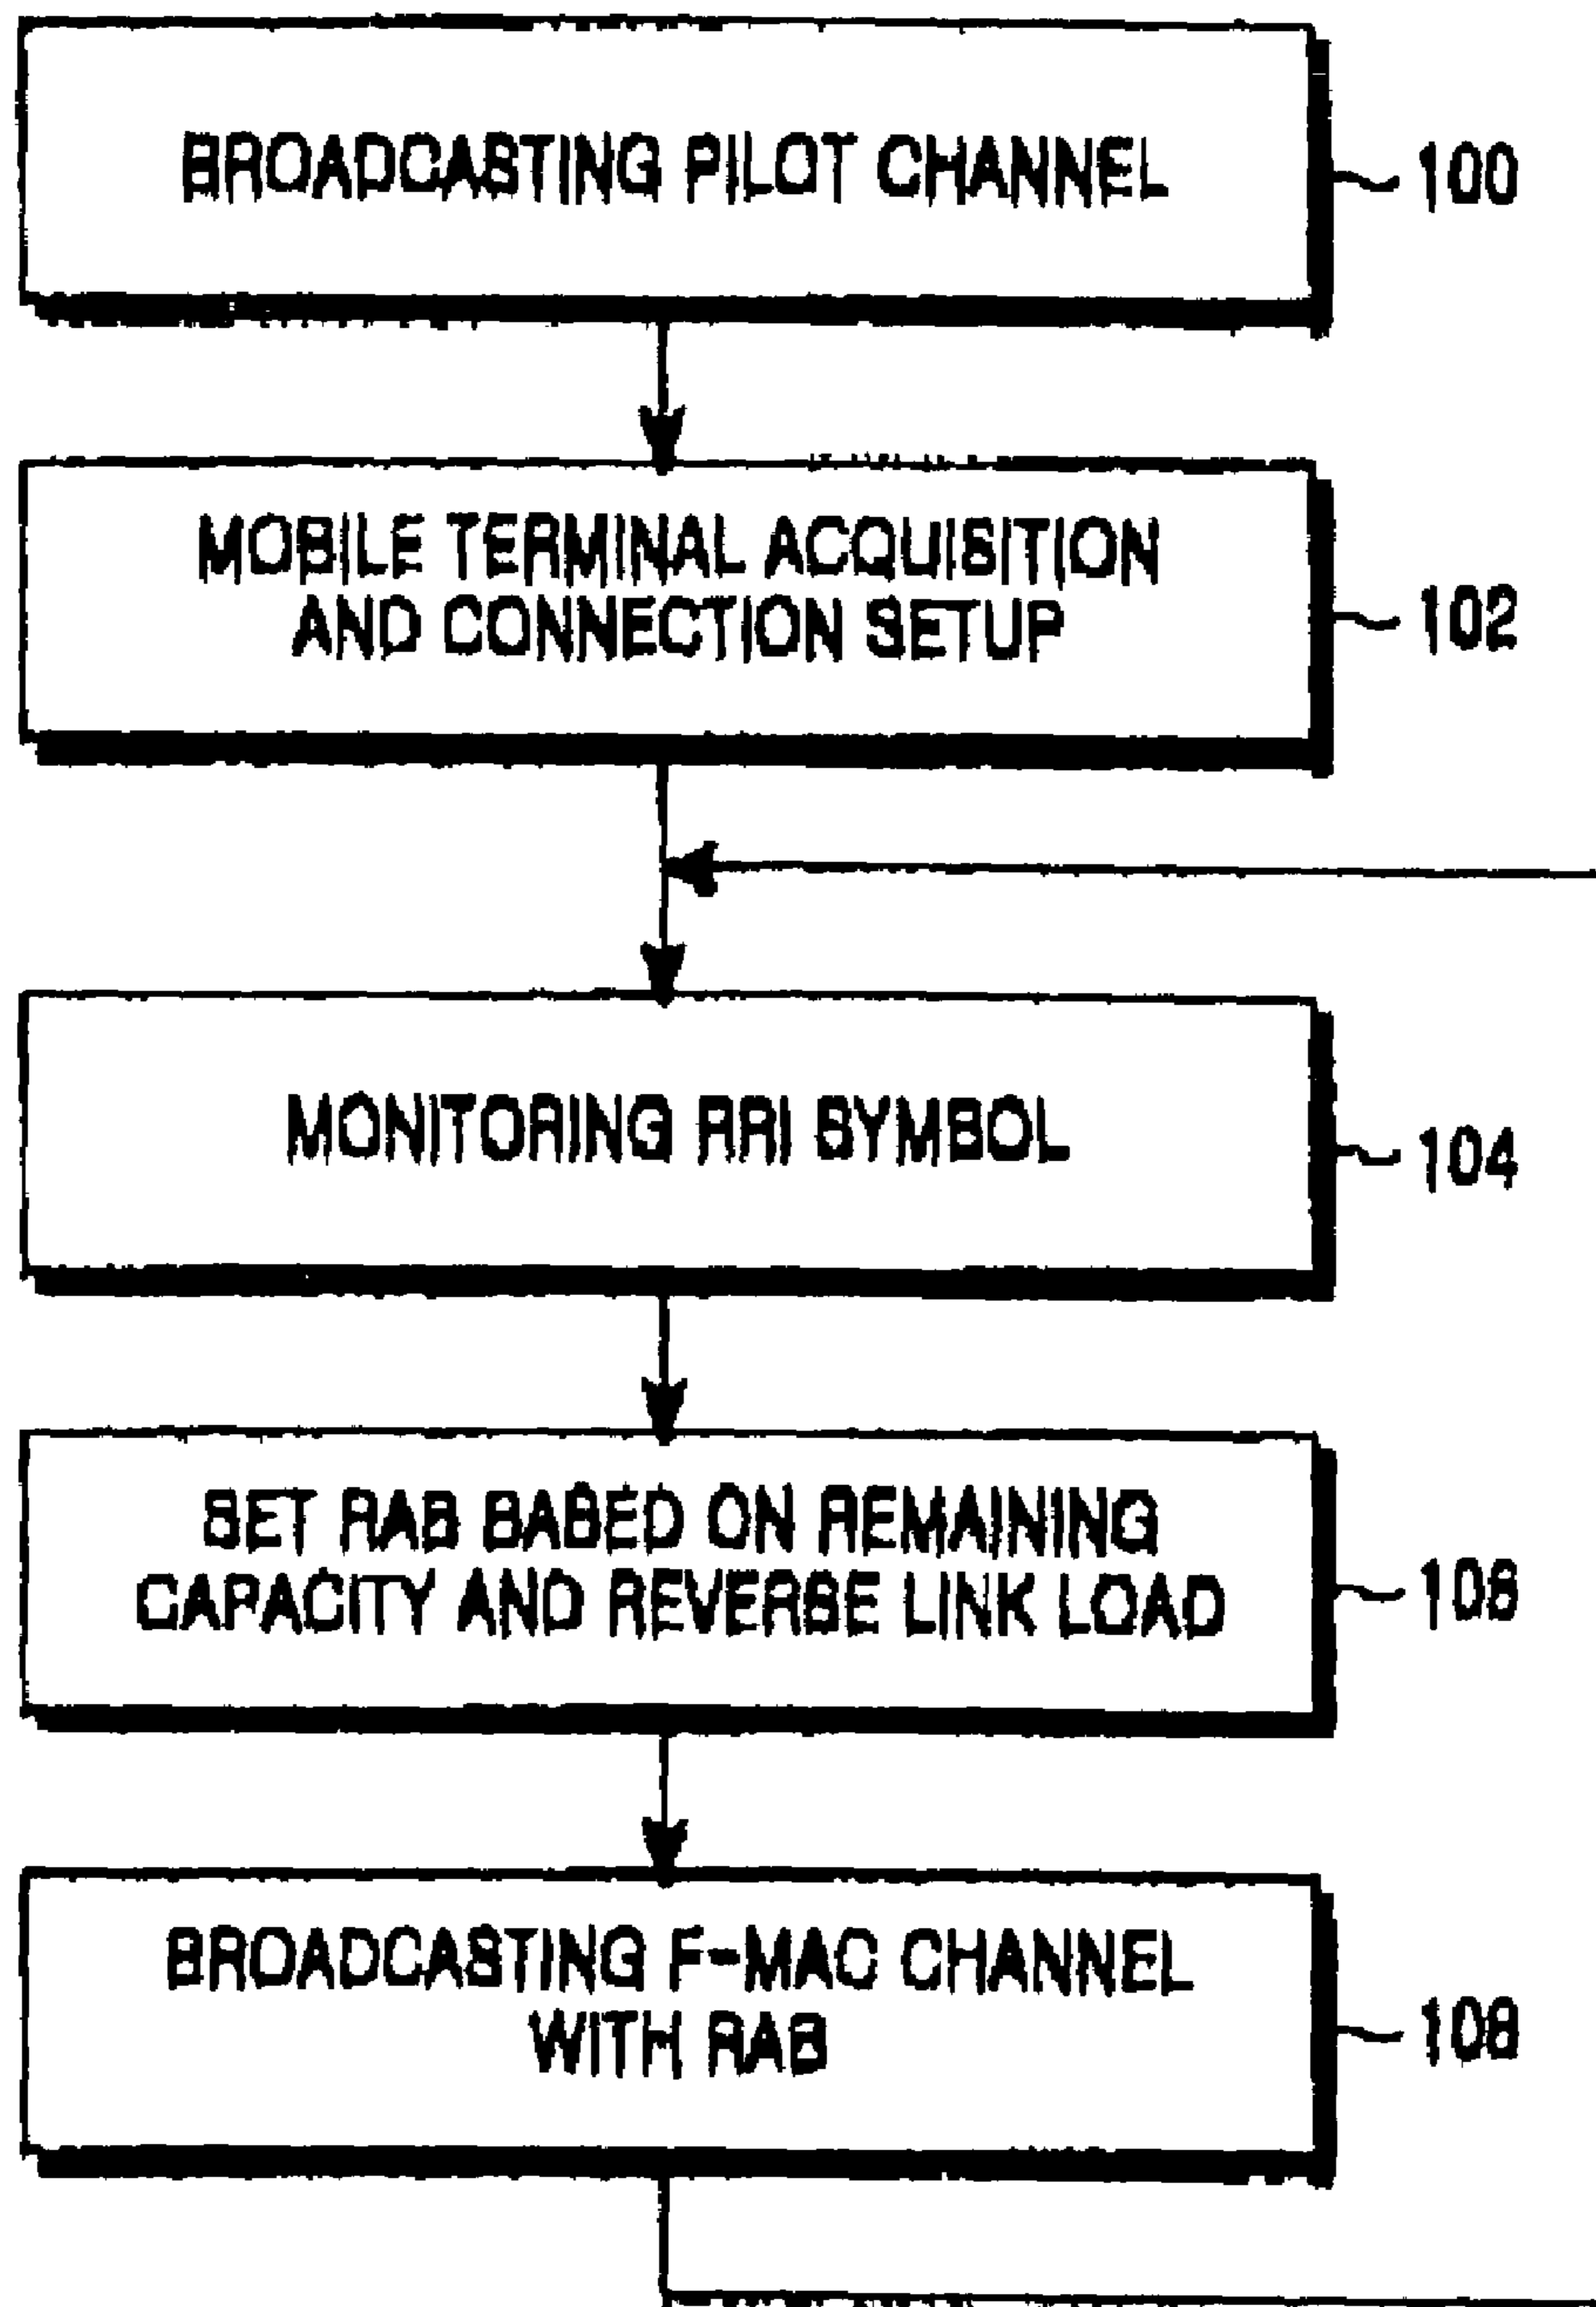 BROADCASTING PILOT CHANNEL
100
MOBILE TERMINAL ACQUISITION
AND CONNECTION SETUP
102
MONITORING RRI SYMBOL
104
SET RAB BASED ON REMAINING
CAPACITY AND REVERSE LINK LOAD
106
BROADCASTING F-MAC CHANNEL
WITH RAB
108